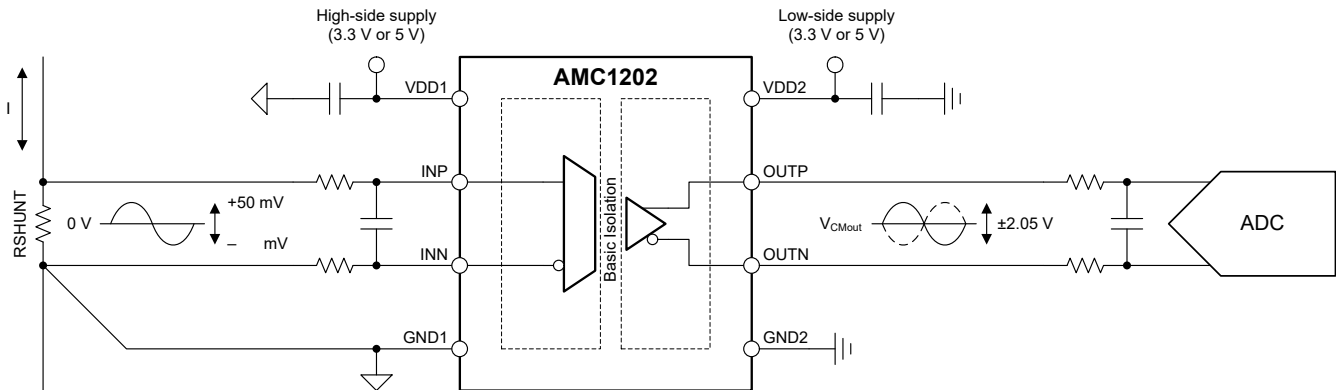 High-side supply
(3.3 V or 5 V)
Low-side supply
(3.3 V or 5 V)
AMC1202
VDD1
VDD2
I
INP
OUTP
RSHUNT
0 V
+50 mV
_ mV
Basic Isolation
VCMout
±2.05 V
ADC
INN
OUTN
GND1
GND2